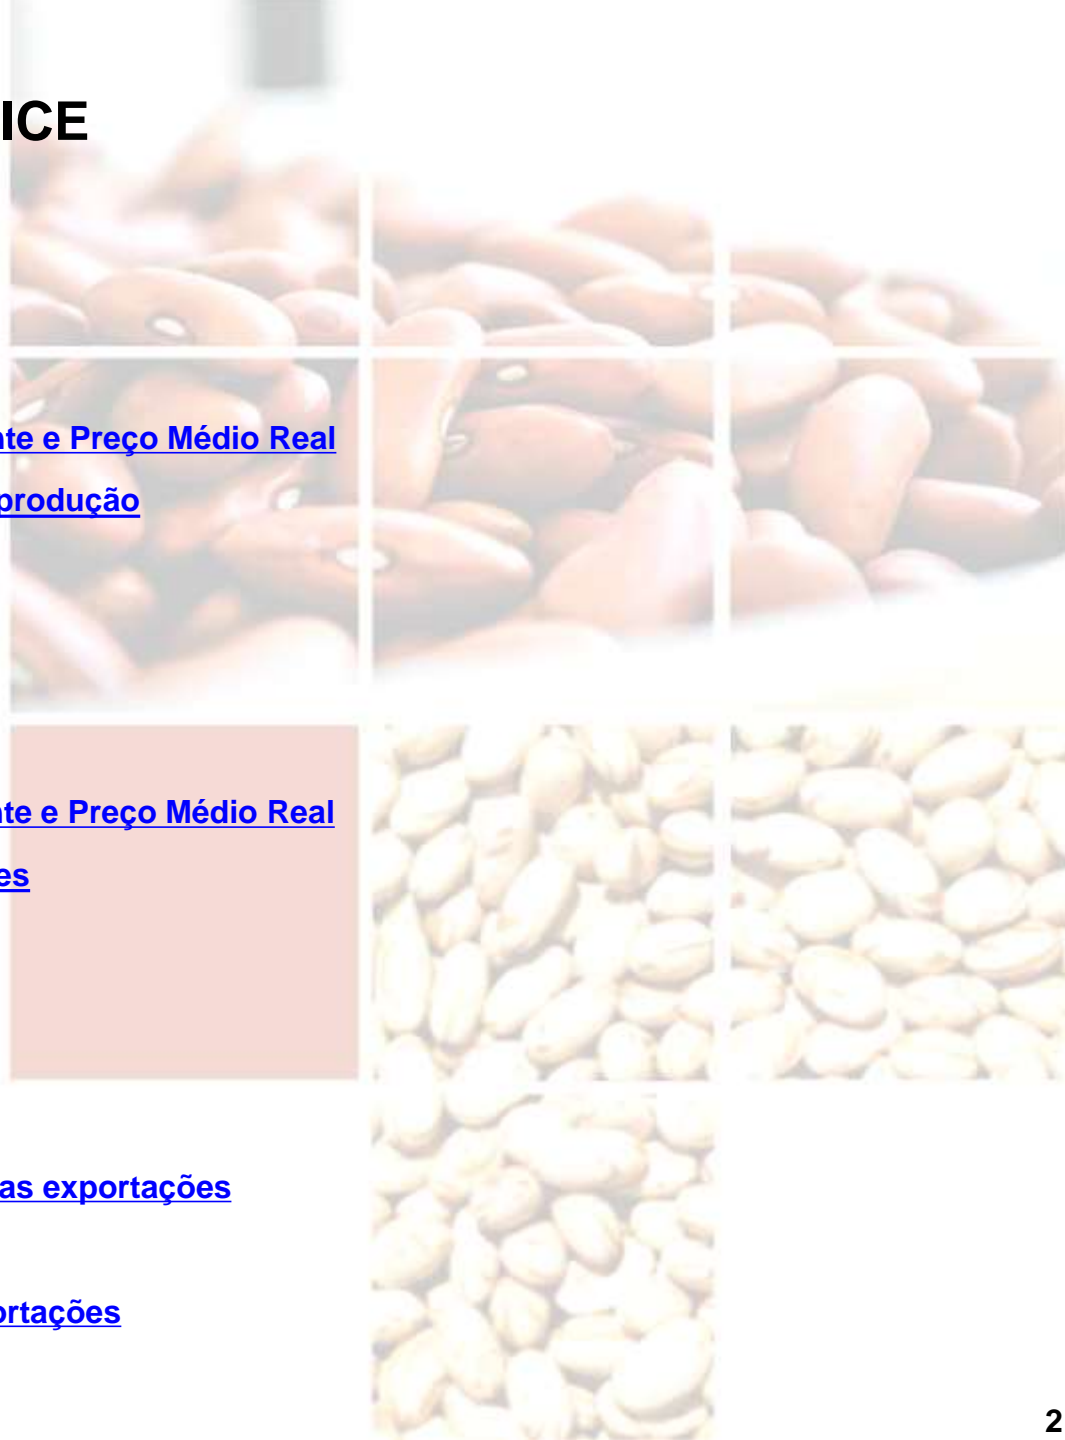 ICE
nte e Preço Médio Real
produção
nte e Preço Médio Real
es
as exportações
ortações
2